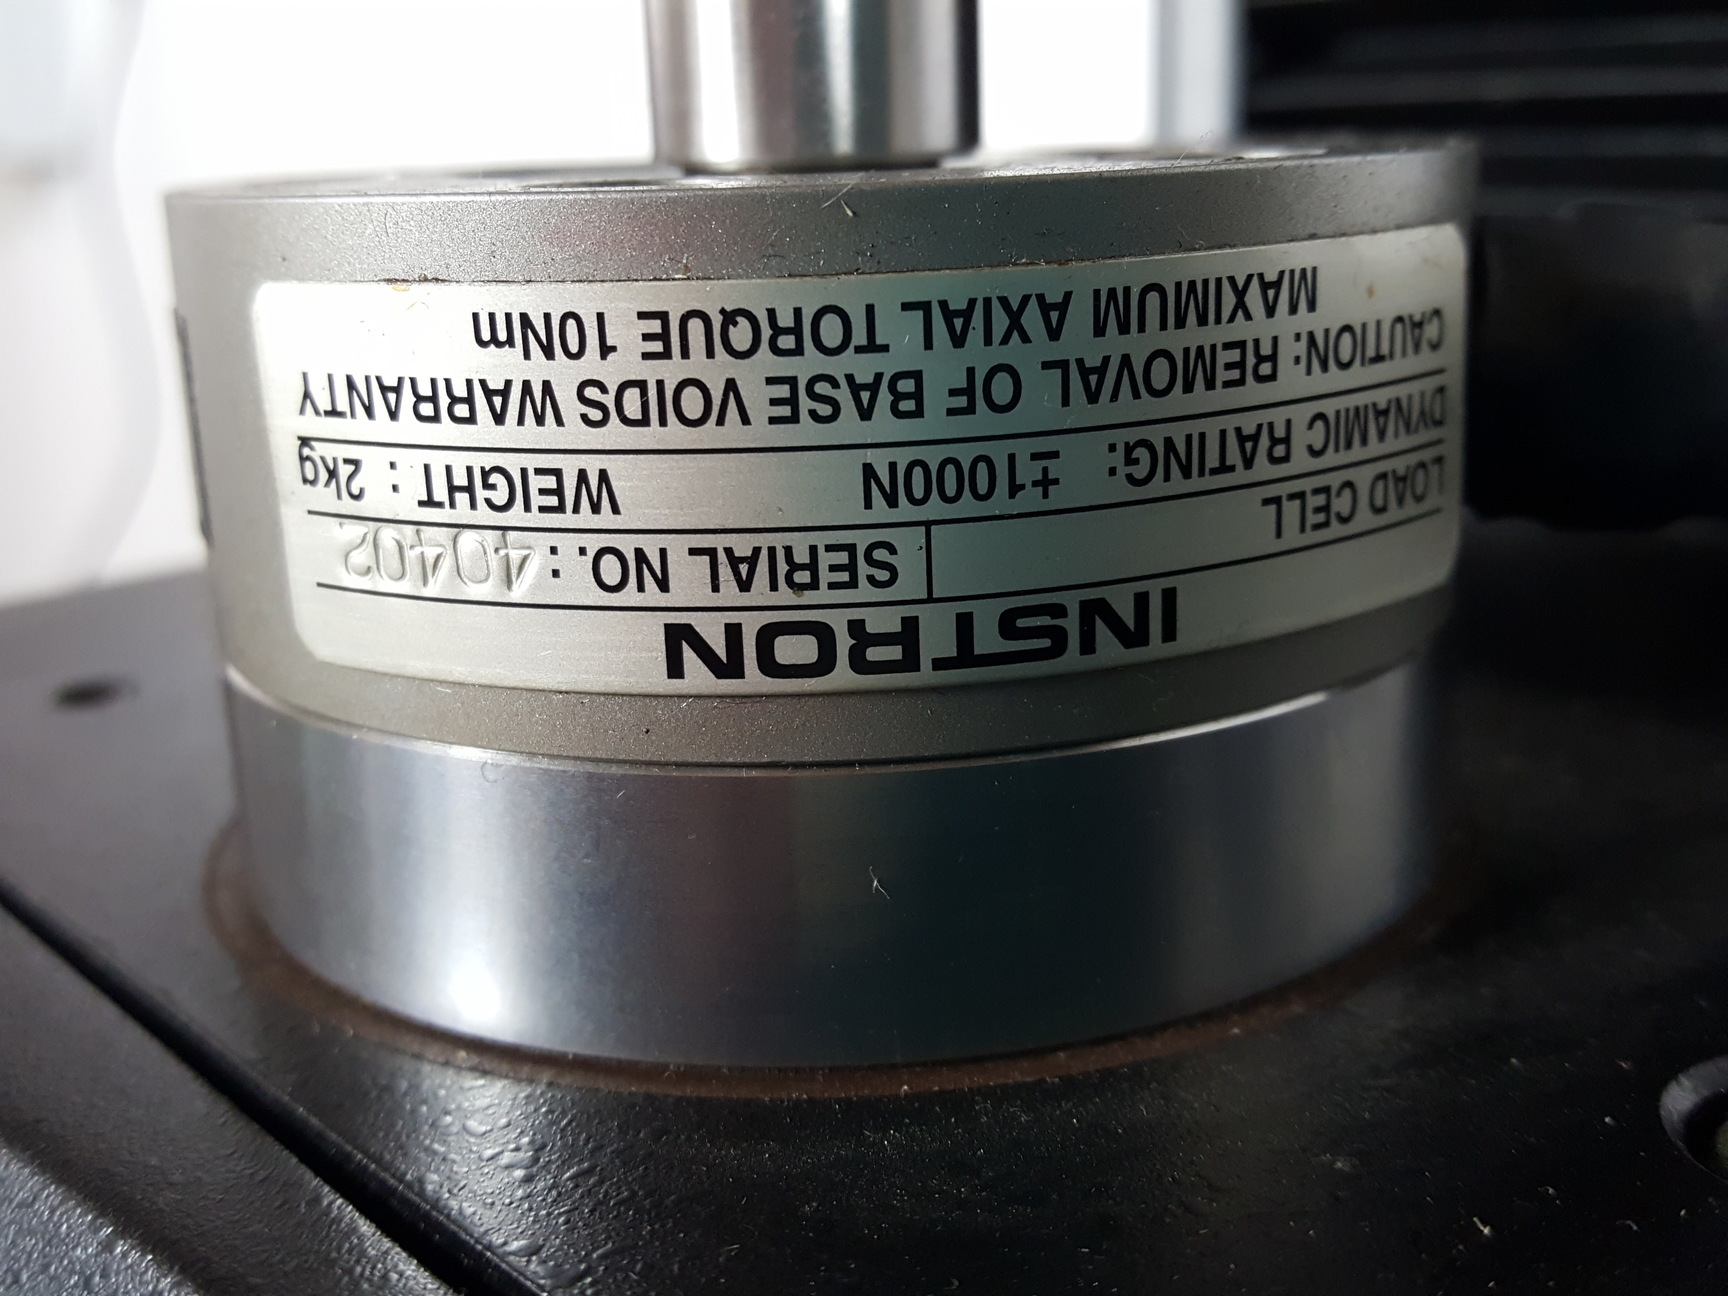 INSTRON
LOAD CELL SERIAL NO. : 40402
DYNAMIC RATING: ±1000N WEIGHT : 2kg
CAUTION: REMOVAL OF BASE VOIDS WARRANTY
MAXIMUM AXIAL TORQUE 10Nm